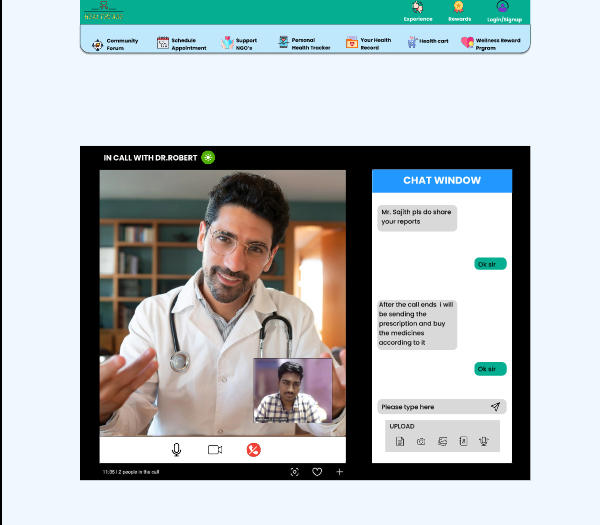 Experience
Rewards
Login/Signup
Community
Forum
Schedule
Appointment
Support
NGO's
Personal
Health Tracker
Your Health
Record
Health cart
Wellness Reward
Prgram
IN CALL WITH DR.ROBERT
CHAT WINDOW
Mr. Sajith pls do share
your reports
Ok sir
After the call ends i will
be sending the
prescription and buy
the medicines
according to it
Ok sir
Please type here
UPLOAD
11:35 | 2 people in the call